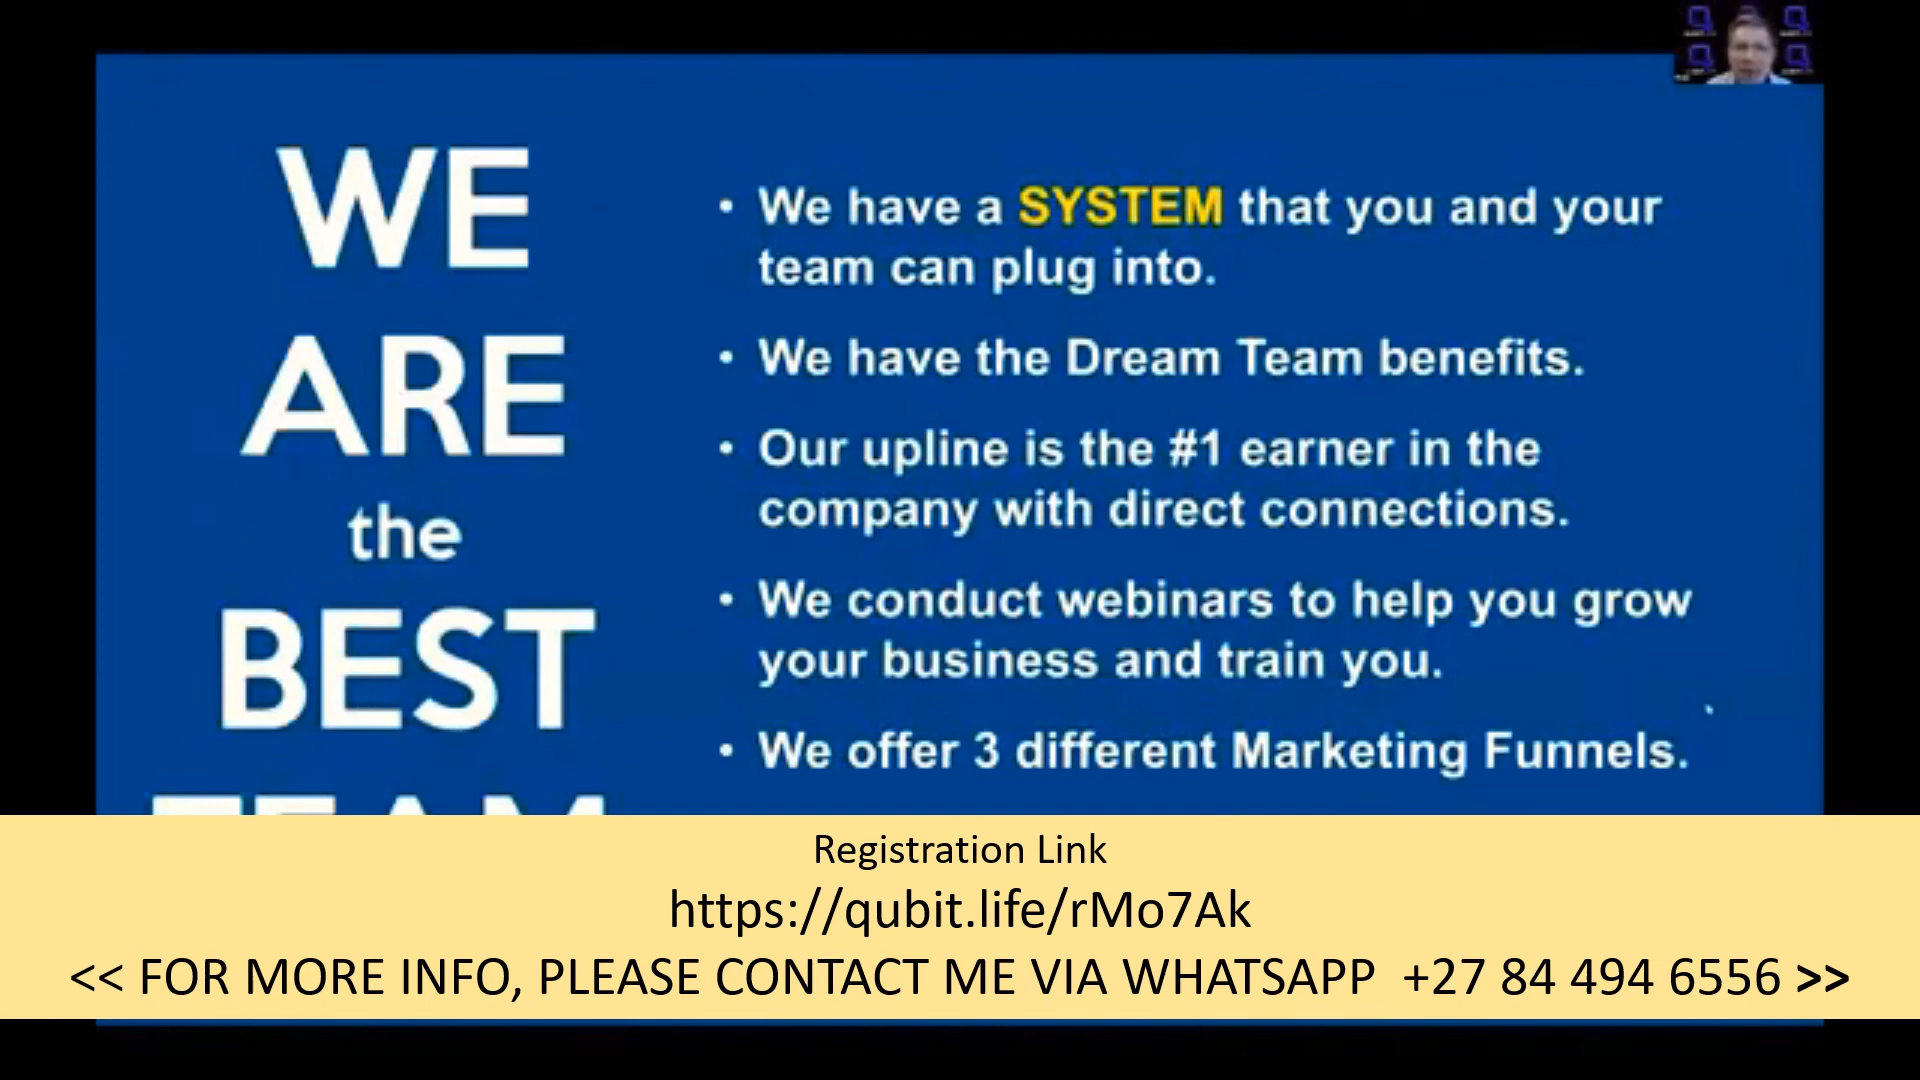 WE
ARE
the
BEST
TEAM
• We have a SYSTEM that you and your
team can plug into.
• We have the Dream Team benefits.
• Our upline is the #1 earner in the
company with direct connections.
• We conduct webinars to help you grow
your business and train you.
• We offer 3 different Marketing Funnels.
Registration Link
https://qubit.life/rMo7Ak
<< FOR MORE INFO, PLEASE CONTACT ME VIA WHATSAPP +27 84 494 6556 >>